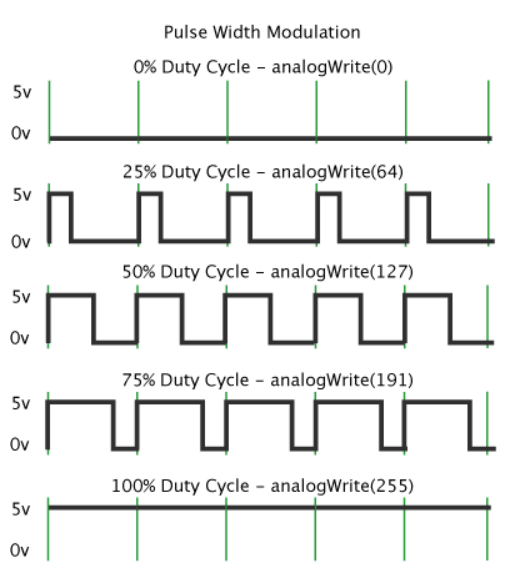 Pulse Width Modulation
0% Duty Cycle – analogWrite(0)
5v
0v
25% Duty Cycle – analogWrite(64)
5v
0v
50% Duty Cycle – analogWrite(127)
5v
0v
75% Duty Cycle – analogWrite(191)
5v
0v
100% Duty Cycle – analogWrite(255)
5v
0v